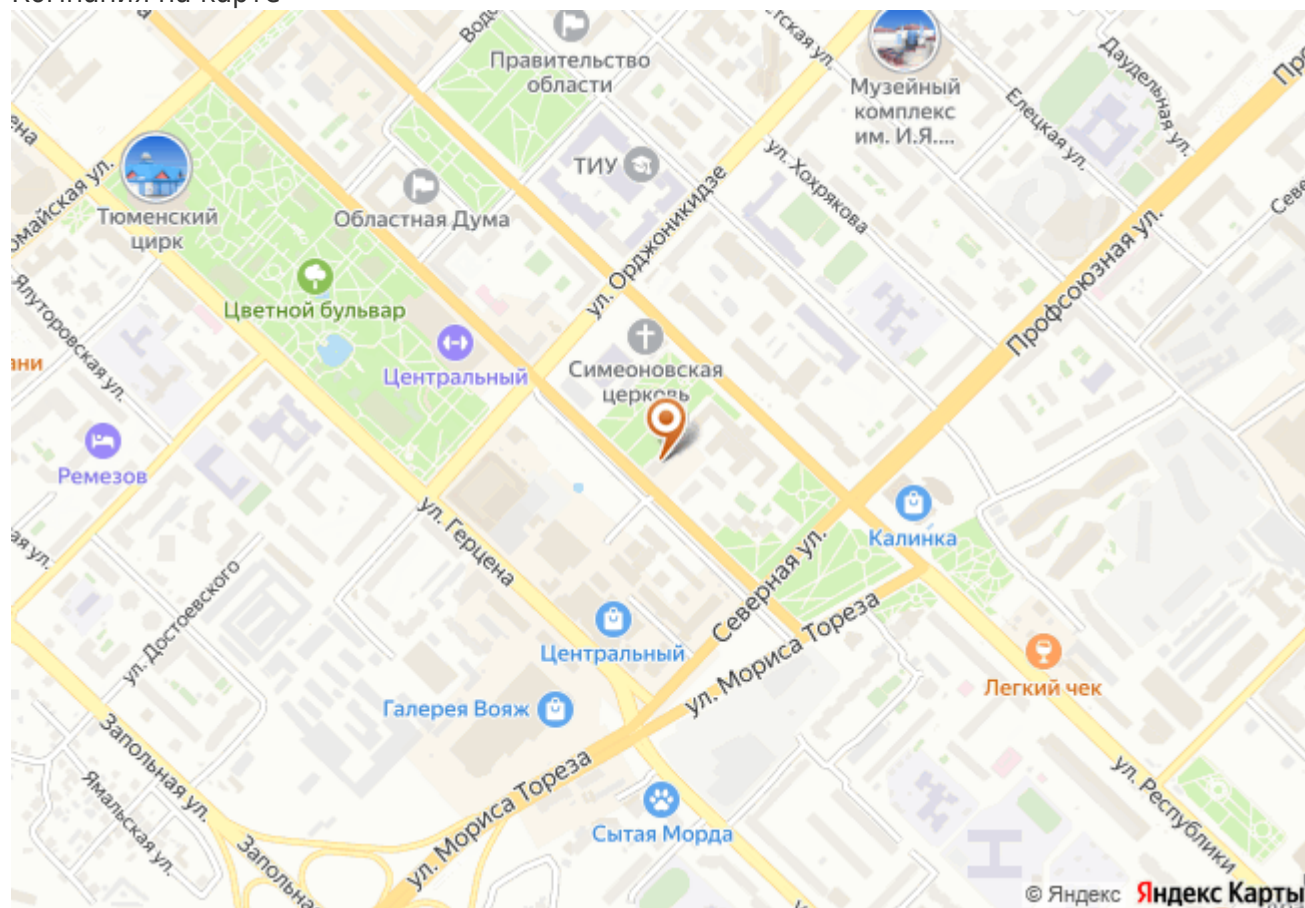 Компания на карте
Правительство
области
Музейный
комплекс
им. И.Я....
Даудельная ул.
Елецкая ул.
ТИУ
ул. Хохрякова
Тюменский
цирк
Областная Дума
ул. Орджоникидзе
Профсоюзная ул.
Цветной бульвар
Ялуторовская ул.
Центральный
Симеоновская
церковь
Ремезов
ул. Герцена
Калинка
Северная ул.
ул. Достоевского
Центральный
ул. Мориса Тореза
Легкий чек
Галерея Вояж
Запольная ул.
Ямальская ул.
ул. Мориса Тореза
Сытая Морда
ул. Республики
© Яндекс Яндекс Карты